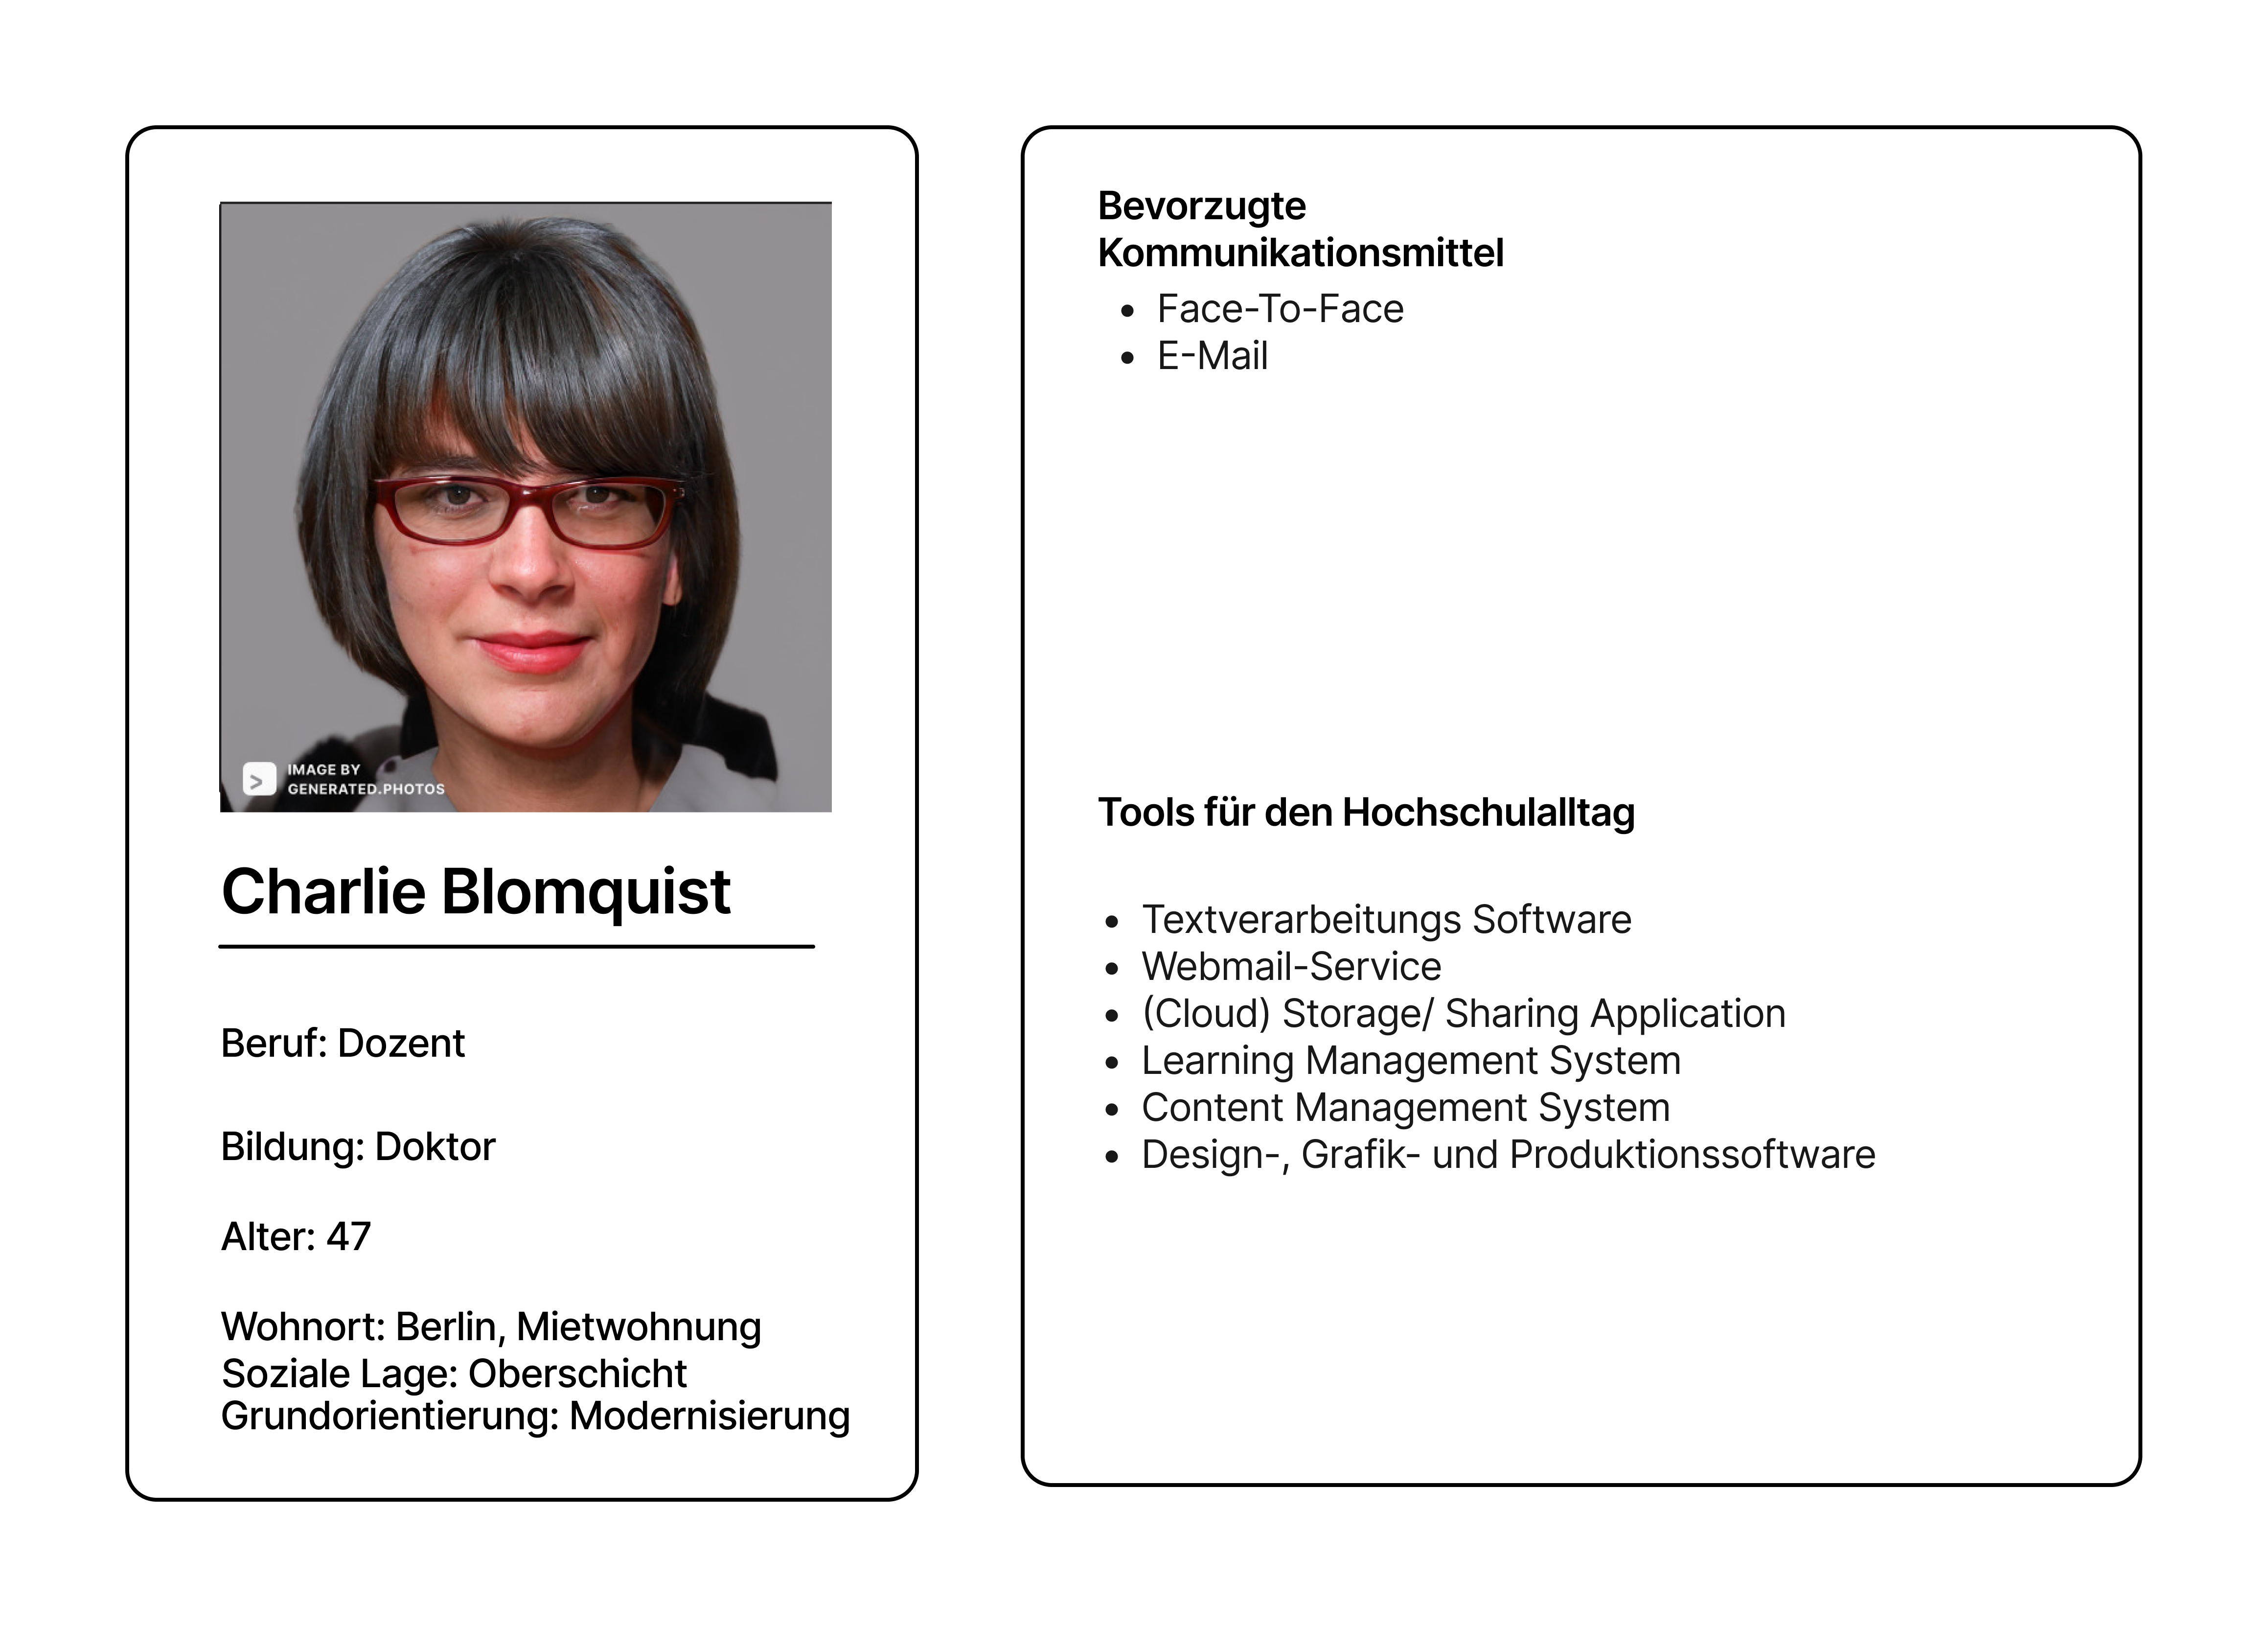 IMAGE BY
GENERATED.PHOTOS
Charlie Blomquist
Beruf: Dozent
Bildung: Doktor
Alter: 47
Wohnort: Berlin, Mietwohnung
Soziale Lage: Oberschicht
Grundorientierung: Modernisierung
Bevorzugte
Kommunikationsmittel
• Face-To-Face
• E-Mail
Tools für den Hochschulalltag
• Textverarbeitungs Software
• Webmail-Service
• (Cloud) Storage/ Sharing Application
• Learning Management System
• Content Management System
• Design-, Grafik- und Produktionssoftware